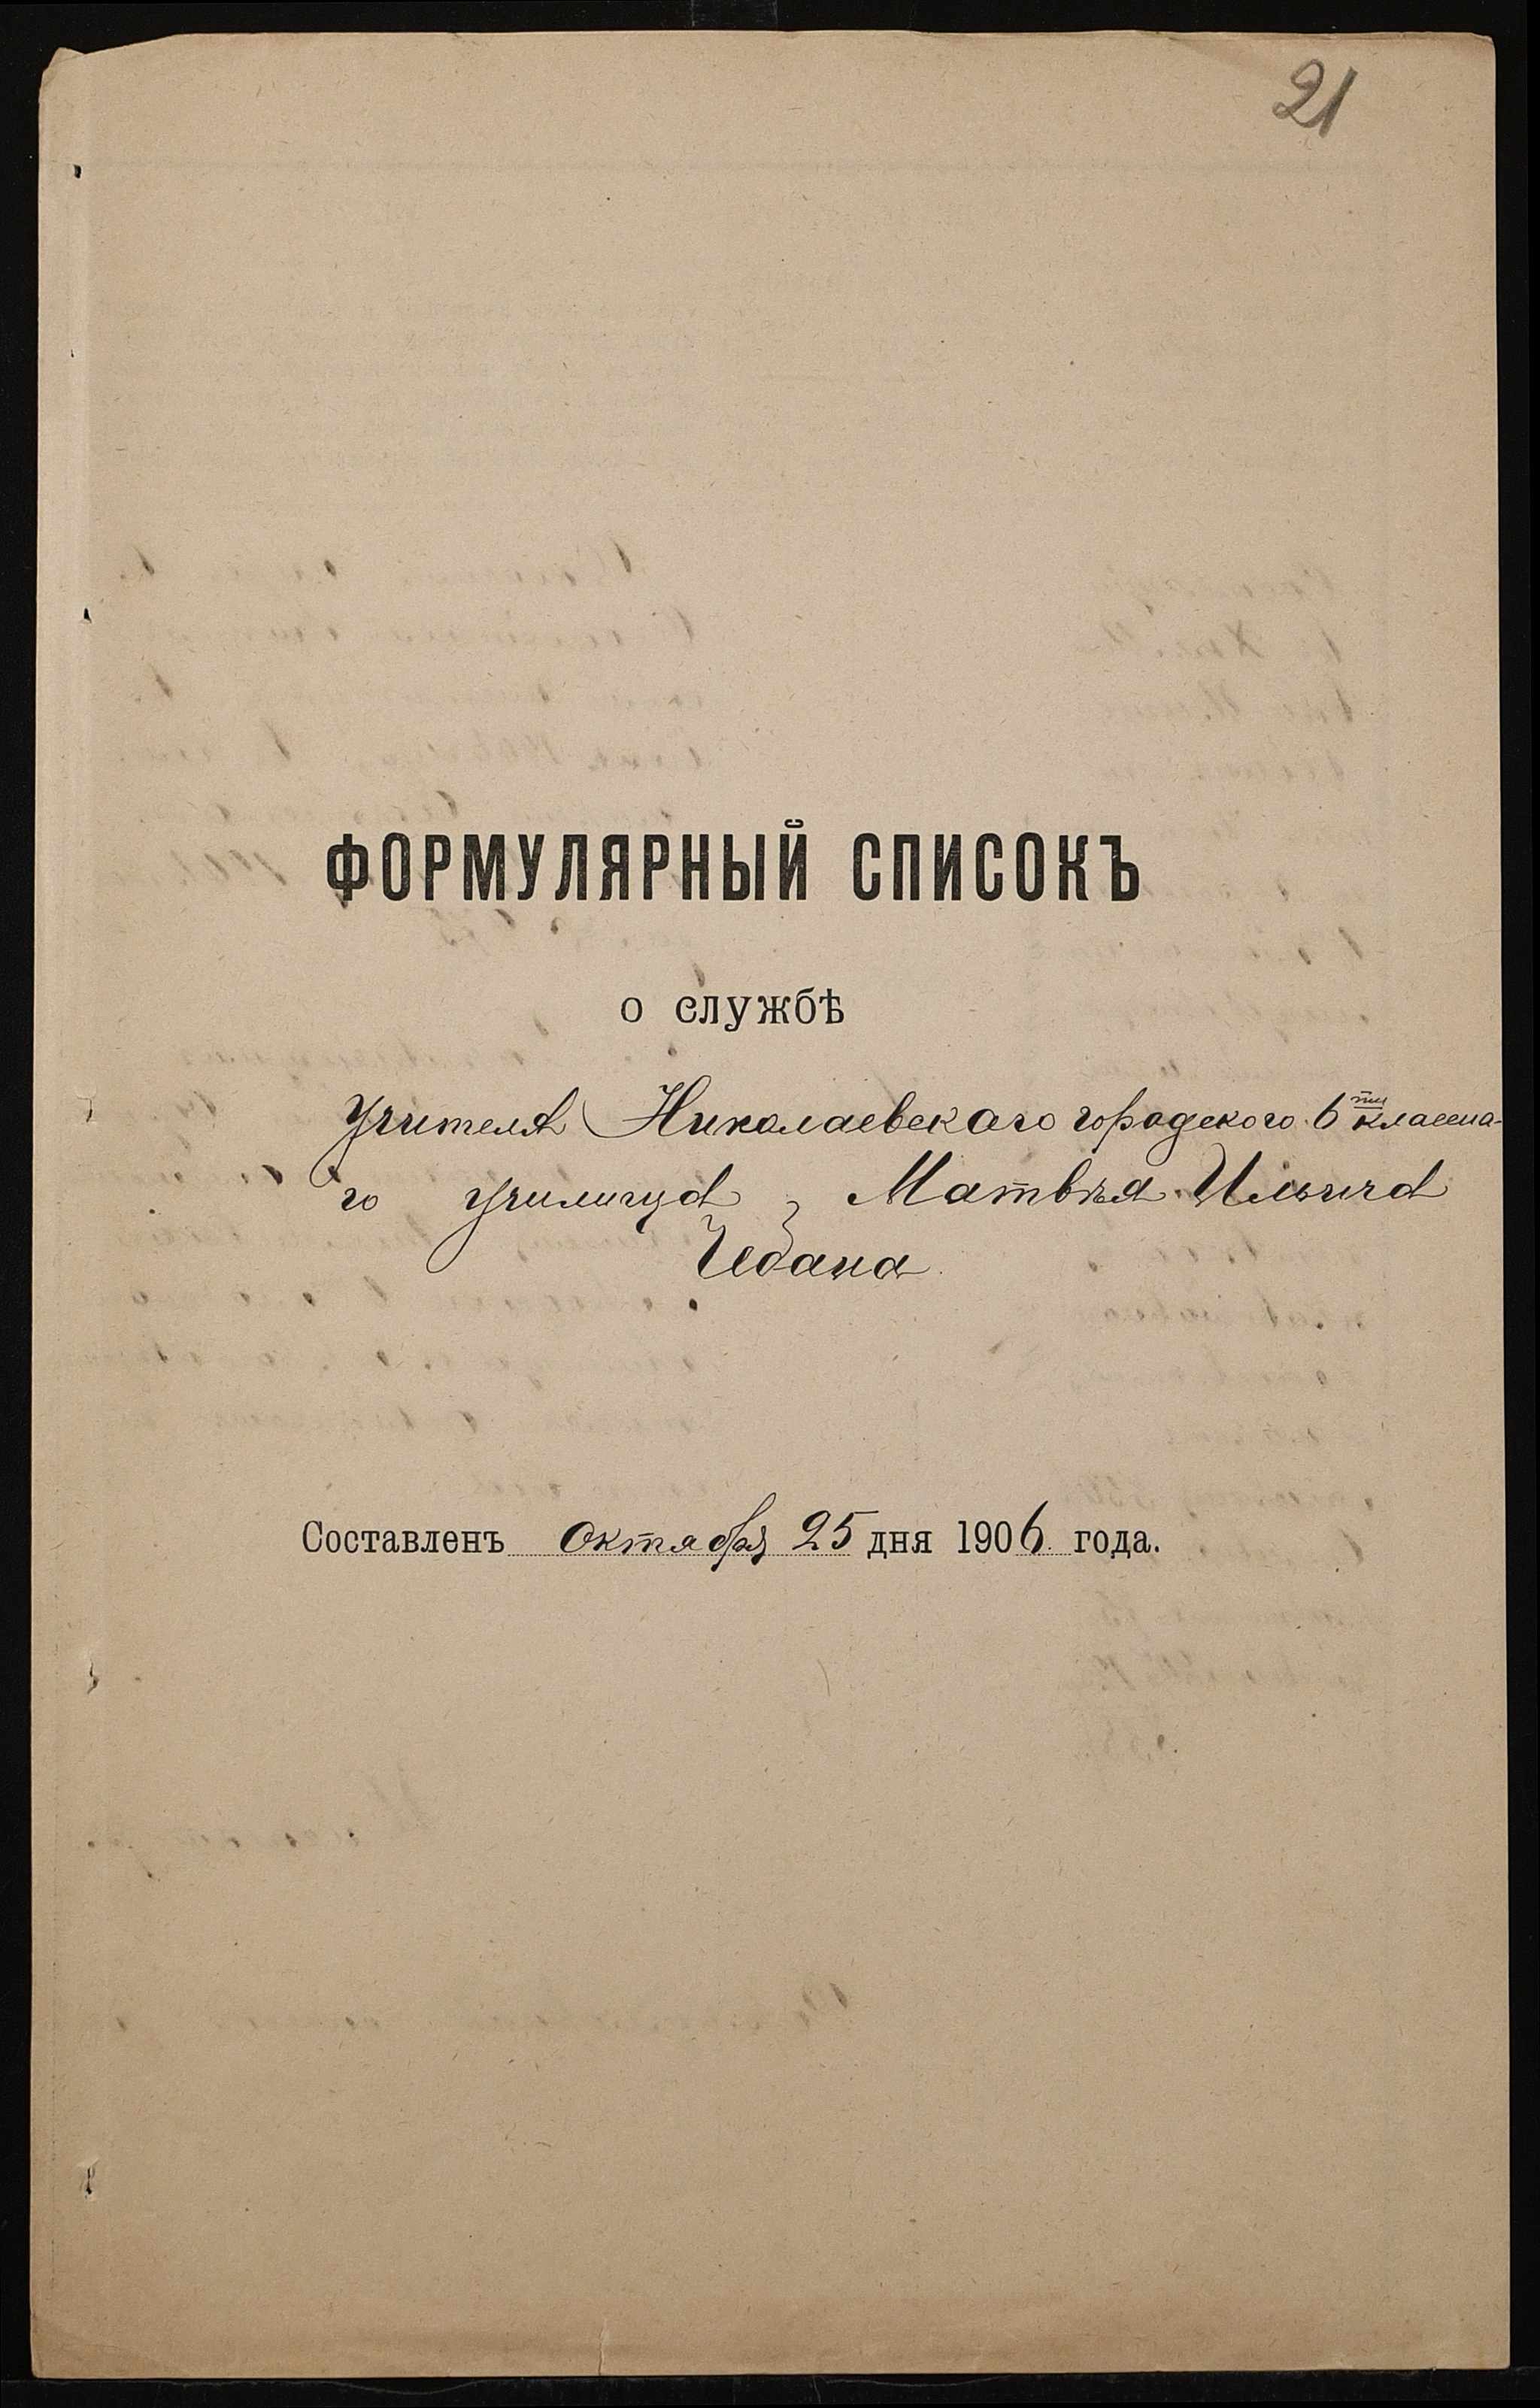 21
ФОРМУЛЯРНЫЙ СПИСОКЪ
о службѣ
Учителя Николаевскаго городского 6ти классна-
го училища, Матвѣя Ильича
Чебана
Составленъ Октября 25 дня 1906 года.